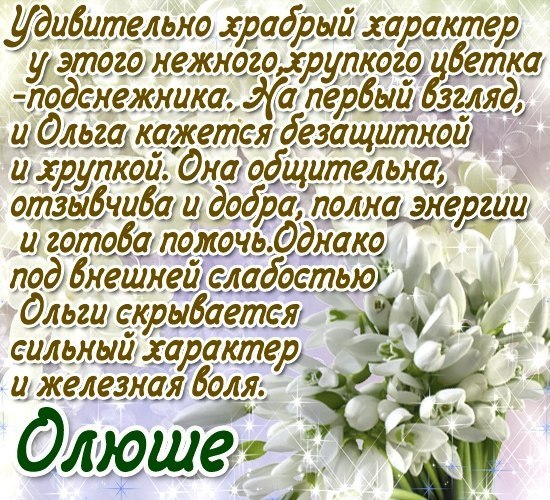 Удивительно храбрый характер
у этого нежного,хрупкого цветка
-подснежника. На первый взгляд,
и Ольга кажется безащитной
и хрупкой. Она общительна,
отзывчива и добра, полна энергии
и готова помочь.Однако
под внешней слабостью
Ольги скрывается
сильный характер
и железная воля.
Олюше